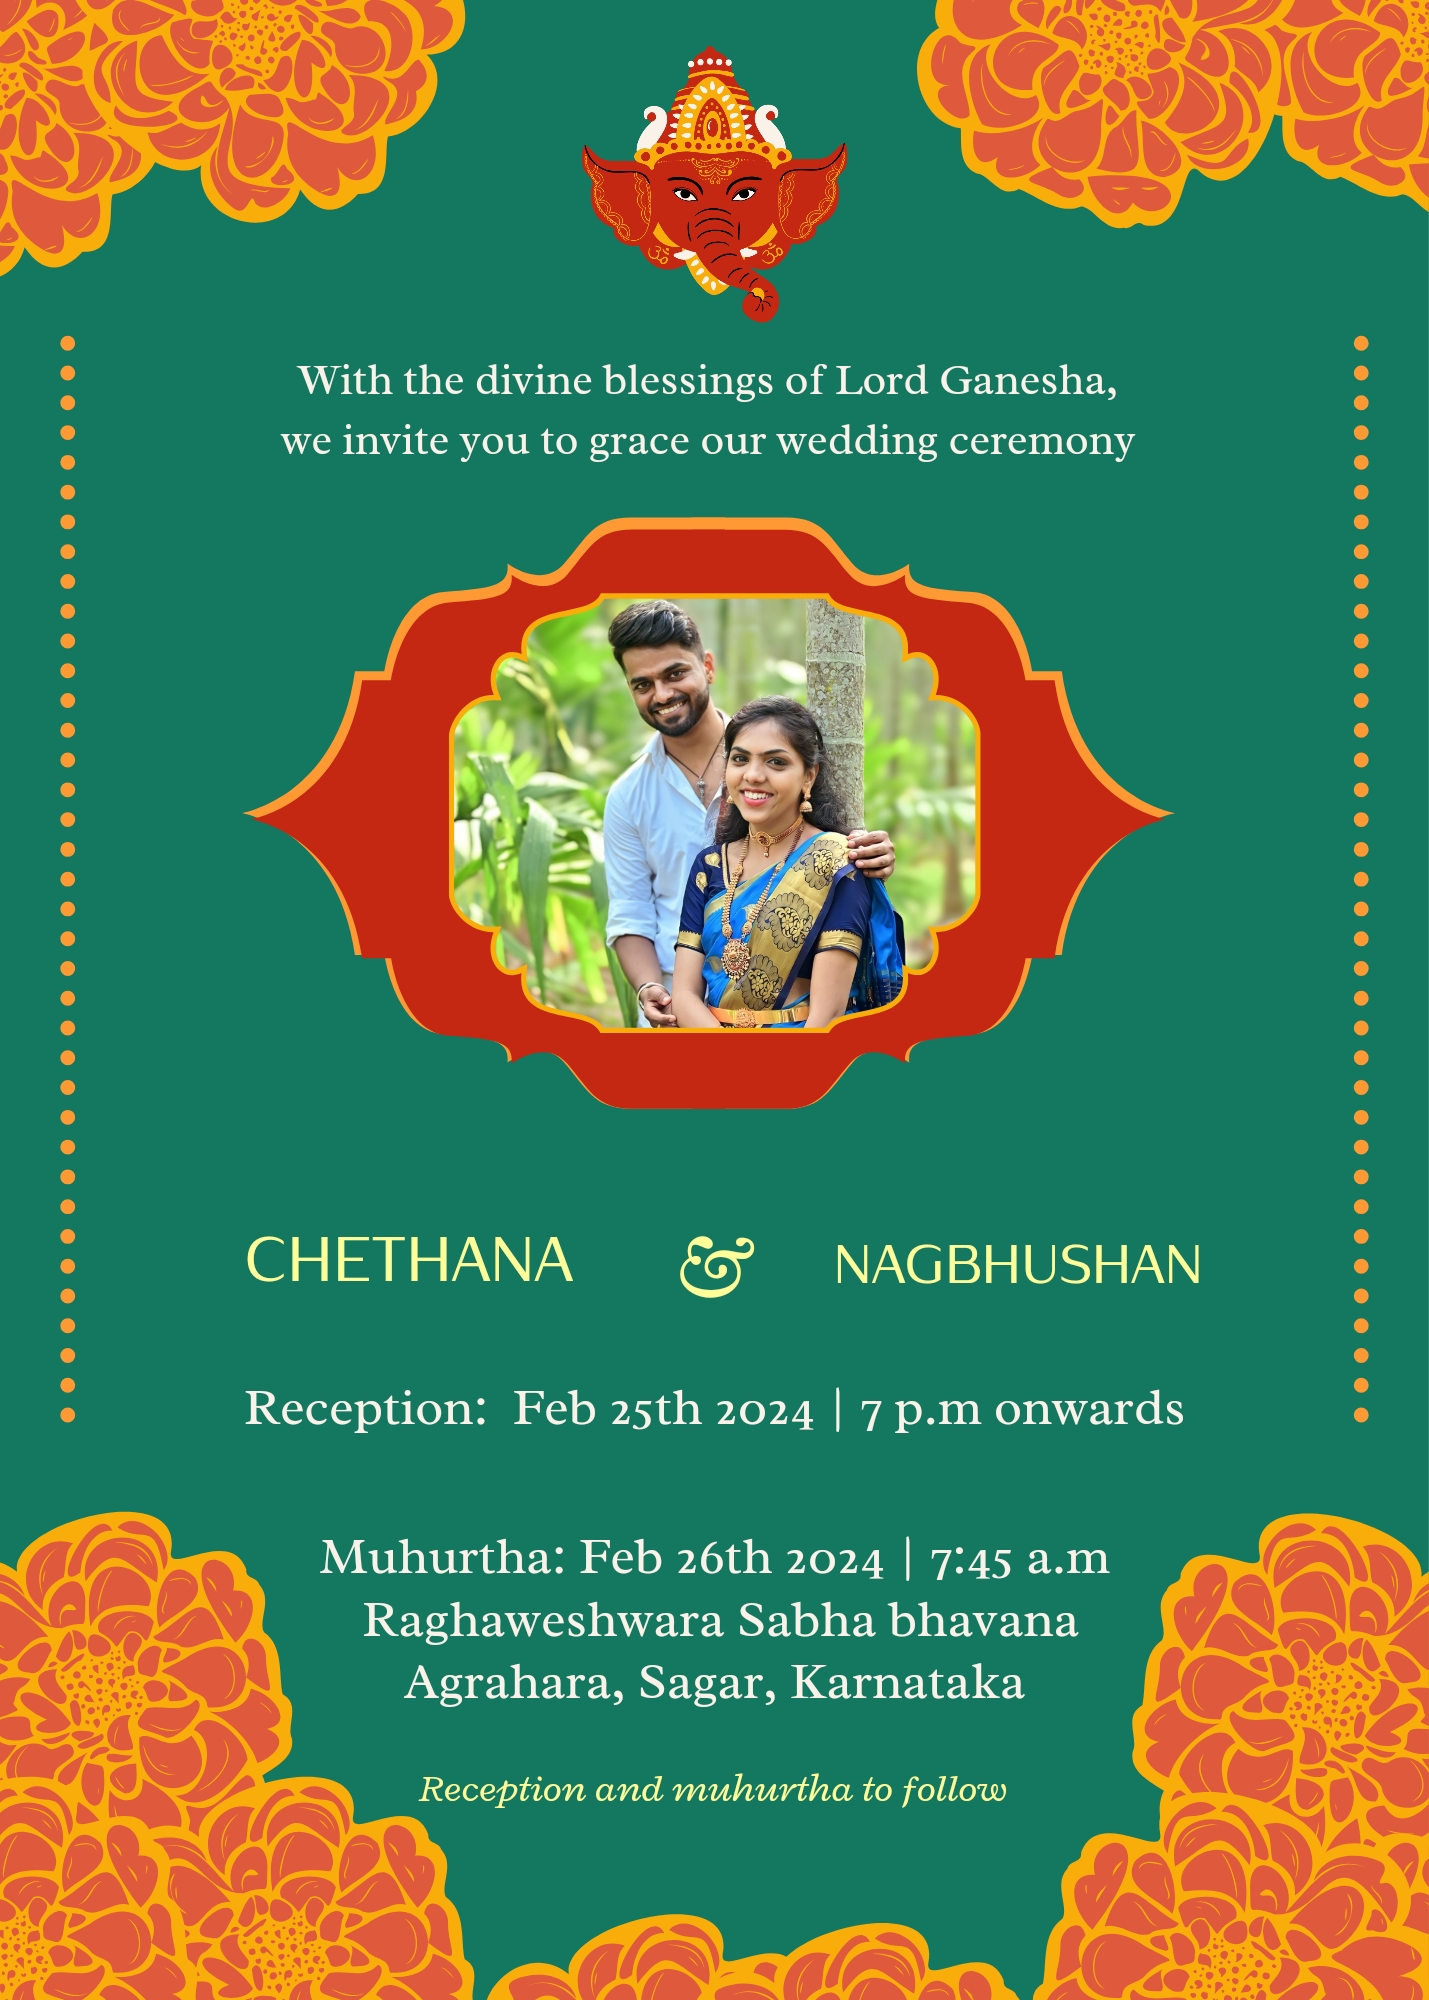 With the divine blessings of Lord Ganesha,
we invite you to grace our wedding ceremony
CHETHANA & NAGBHUSHAN
Reception: Feb 25th 2024 | 7 p.m onwards
Muhurtha: Feb 26th 2024 | 7:45 a.m
Raghaweshwara Sabha bhavana
Agrahara, Sagar, Karnataka
Reception and muhurtha to follow